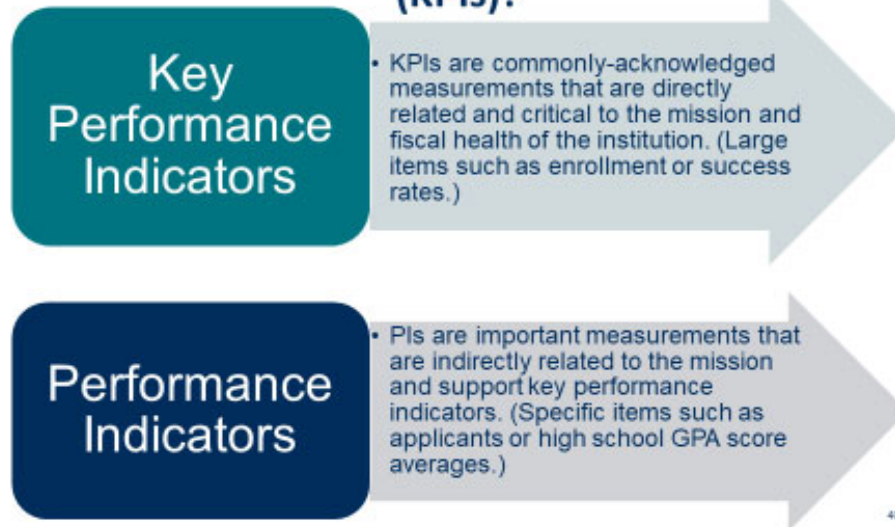 (KPIs)?
Key
Performance
Indicators
• KPIs are commonly-acknowledged
measurements that are directly
related and critical to the mission and
fiscal health of the institution. (Large
items such as enrollment or success
rates.)
Performance
Indicators
• PIs are important measurements that
are indirectly related to the mission
and support key performance
indicators. (Specific items such as
applicants or high school GPA score
averages.)